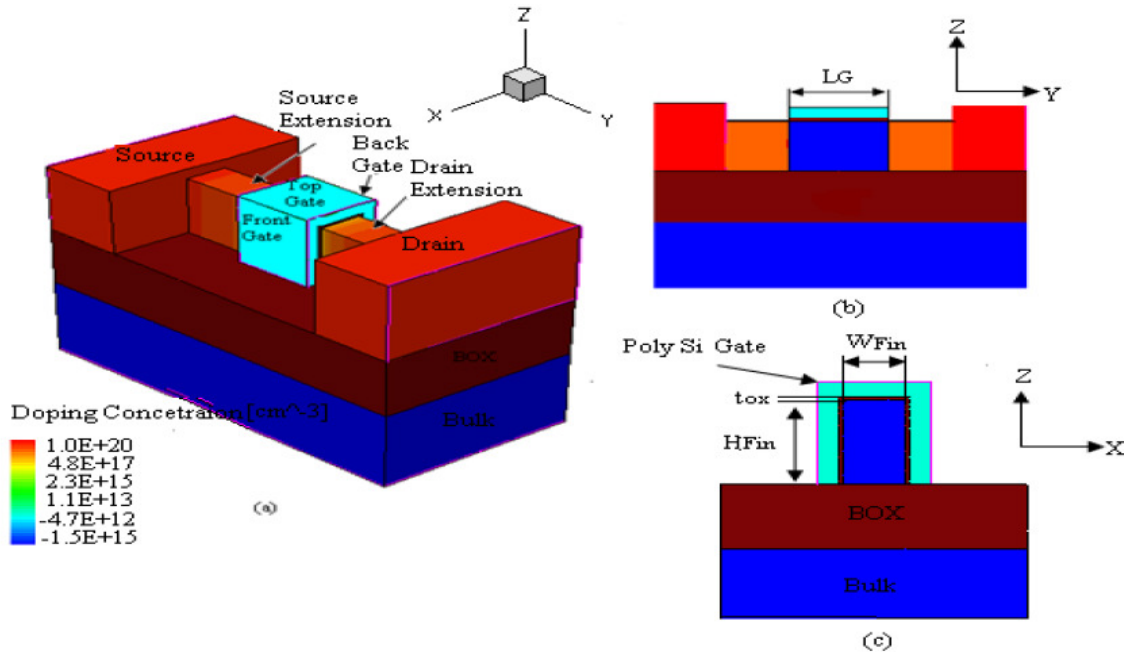 Z
X
Y
Source
Extension
Back
Gate
Drain
Extension
Source
Top
Gate
Front
Gate
Drain
BOX
Bulk
Doping Concetraion [cm^-3]
1.0E+20
4.8E+17
2.3E+15
1.1E+13
-4.7E+12
-1.5E+15
(a)
LG
Z
Y
(b)
Poly Si Gate
WFin
tox
HFin
Z
X
BOX
Bulk
(c)